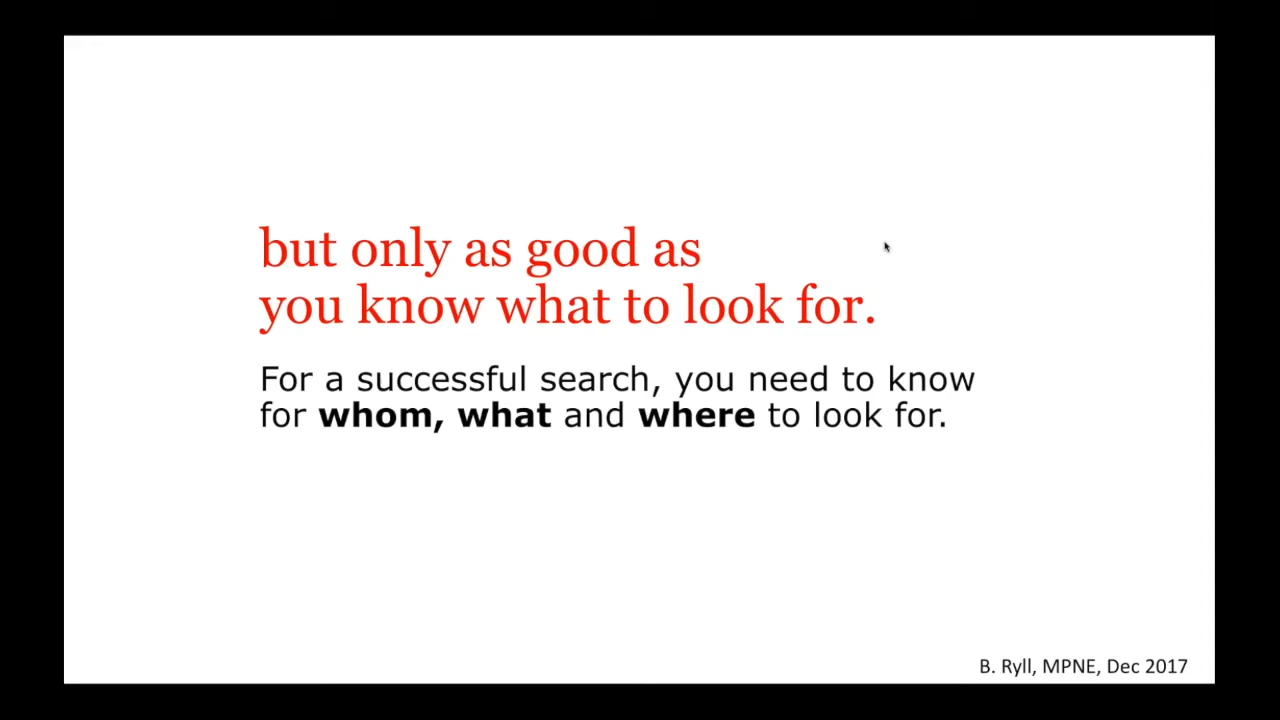 but only as good as
you know what to look for.
For a successful search, you need to know
for whom, what and where to look for.
B. Ryll, MPNE, Dec 2017